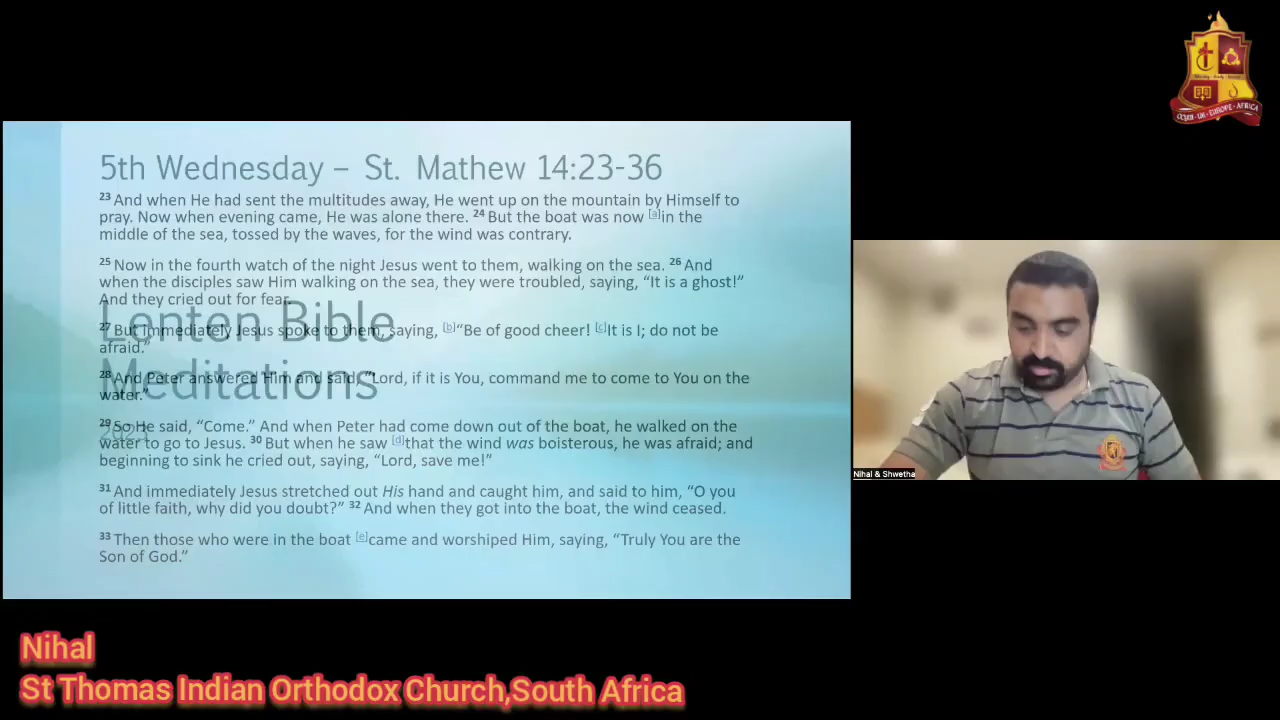 5th Wednesday – St. Mathew 14:23-36
23 And when He had sent the multitudes away, He went up on the mountain by Himself to
pray. Now when evening came, He was alone there. 24 But the boat was now [a]in the
middle of the sea, tossed by the waves, for the wind was contrary.
25 Now in the fourth watch of the night Jesus went to them, walking on the sea. 26 And
when the disciples saw Him walking on the sea, they were troubled, saying, “It is a ghost!”
And they cried out for fear.
Lenten Bible
27 But immediately Jesus spoke to them, saying, [b]“Be of good cheer! [c]It is I; do not be
afraid.”
Meditations
28 And Peter answered Him and said, “Lord, if it is You, command me to come to You on the
water.”
29 So He said, “Come.” And when Peter had come down out of the boat, he walked on the
water to go to Jesus. 30 But when he saw [d]that the wind was boisterous, he was afraid; and
beginning to sink he cried out, saying, “Lord, save me!”
31 And immediately Jesus stretched out His hand and caught him, and said to him, “O you
of little faith, why did you doubt?” 32 And when they got into the boat, the wind ceased.
33 Then those who were in the boat [e]came and worshiped Him, saying, “Truly You are the
Son of God.”
Nihal & Shwetha
OCYM - UK - EUROPE - AFRICA
Nihal
St Thomas Indian Orthodox Church,South Africa